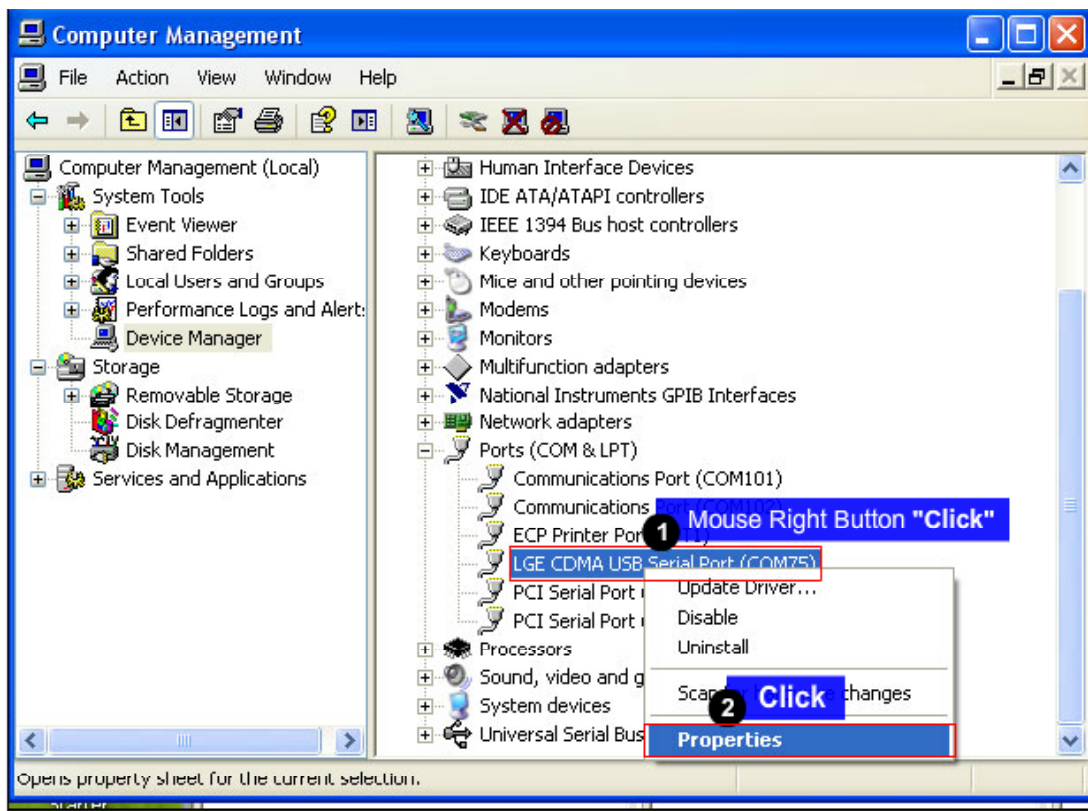 Computer Management
File Action View Window Help
Computer Management (Local)
System Tools
Event Viewer
Shared Folders
Local Users and Groups
Performance Logs and Alert:
Device Manager
Storage
Removable Storage
Disk Defragmenter
Disk Management
Services and Applications
Human Interface Devices
IDE ATA/ATAPI controllers
IEEE 1394 Bus host controllers
Keyboards
Mice and other pointing devices
Modems
Monitors
Multifunction adapters
National Instruments GPIB Interfaces
Network adapters
Ports (COM & LPT)
Communications Port (COM101)
Communications Port (COM102)
1 Mouse Right Button "Click"
ECP Printer Por
LGE CDMA USB Serial Port (COM75)
PCI Serial Port
PCI Serial Port
Processors
Sound, video and g
System devices
Universal Serial Bus
Update Driver...
Disable
Uninstall
Scan for changes
2 Click
Properties
Opens property sheet for the current selection.